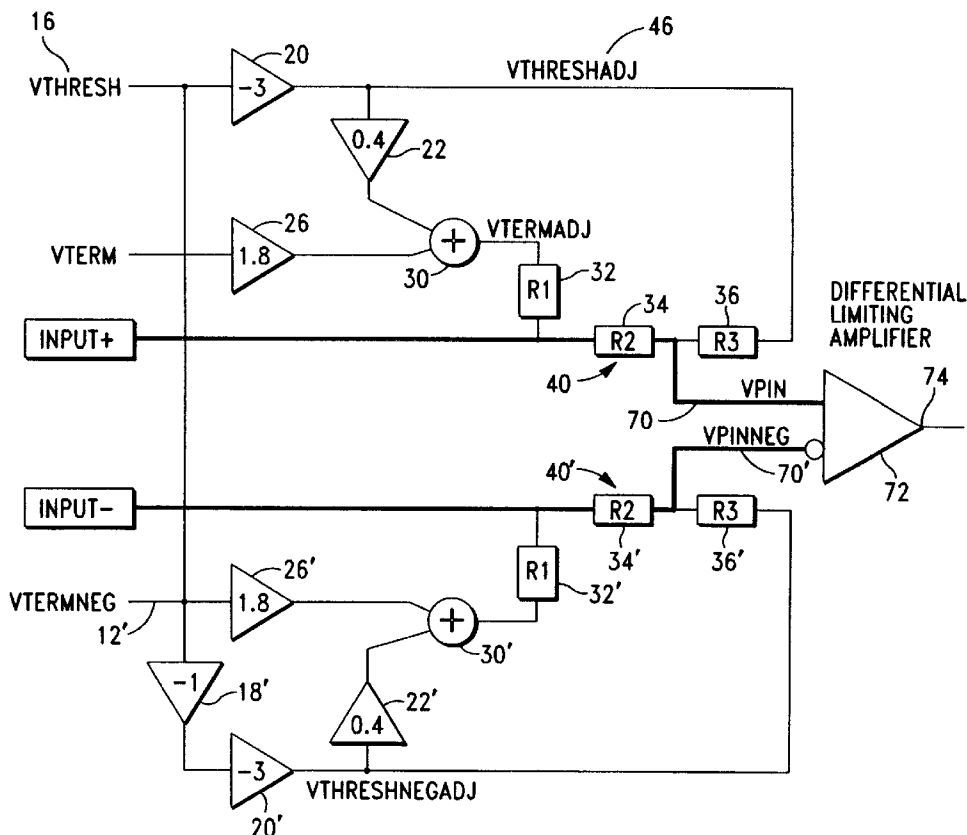 16
20
46
VTHRESH
-3
VTHRESHADJ
0.4
22
26
VTERM
1.8
+
VTERMADJ
30
32
R1
34
36
DIFFERENTIAL
LIMITING
AMPLIFIER
INPUT+
R2
R3
40
VPIN
74
70
VPINNEG
70'
72
40'
INPUT-
R2
R3
34'
36'
26'
R1
32'
VTERMNEG
1.8
+
12'
30'
-1
18'
22'
0.4
-3
VTHRESHNEGADJ
20'